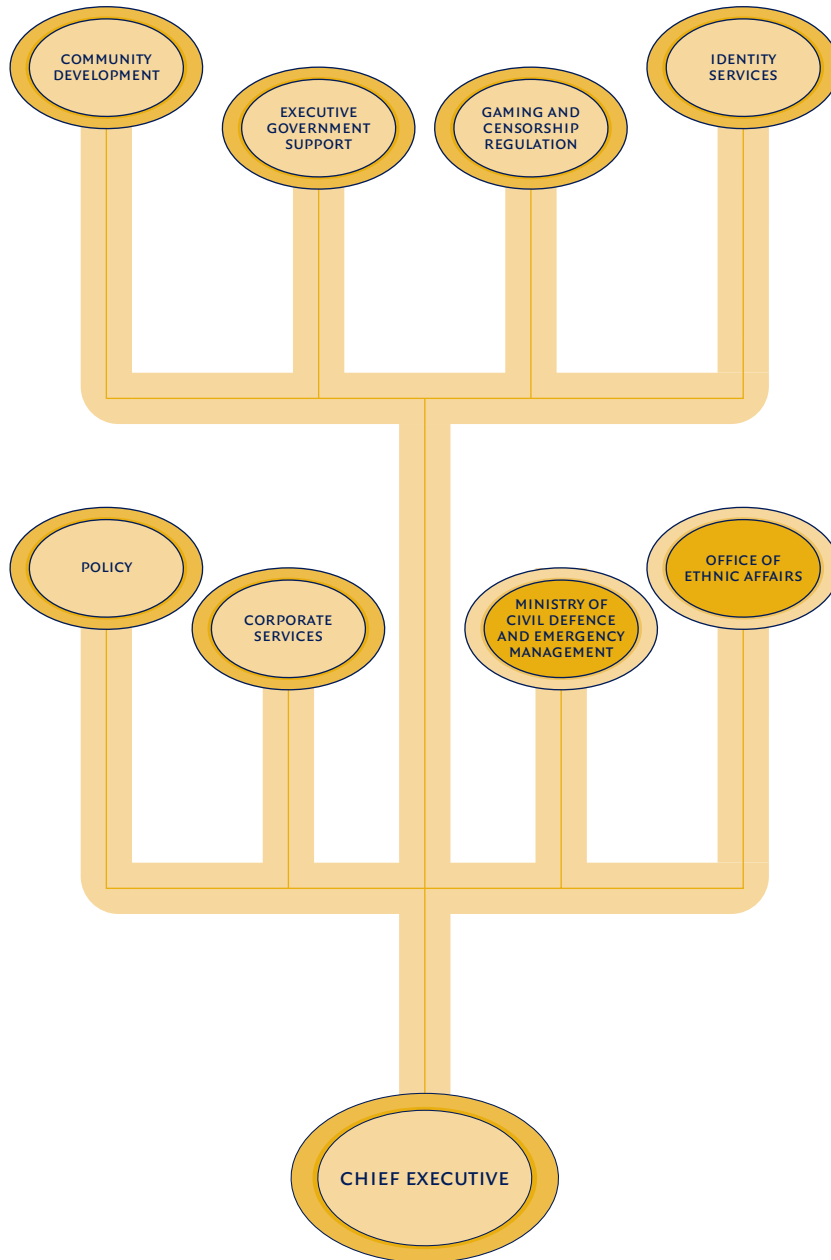 COMMUNITY
DEVELOPMENT
EXECUTIVE
GOVERNMENT
SUPPORT
GAMING AND
CENSORSHIP
REGULATION
IDENTITY
SERVICES
POLICY
CORPORATE
SERVICES
MINISTRY OF
CIVIL DEFENCE
AND EMERGENCY
MANAGEMENT
OFFICE OF
ETHNIC AFFAIRS
CHIEF EXECUTIVE